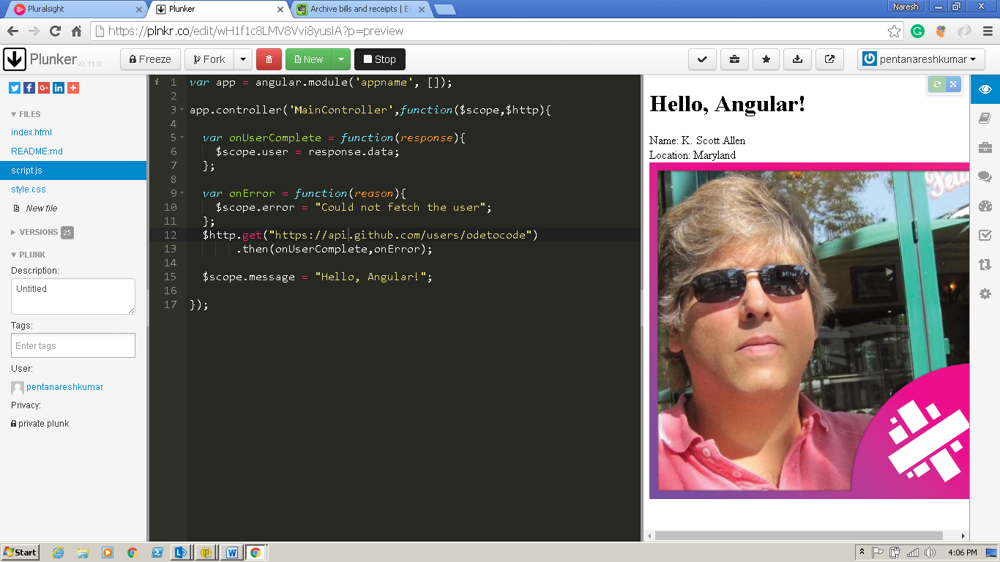 Pluralsight
Plunker
Archive bills and receipts | Ev
Naresh
https://plnkr.co/edit/wH1f1c8LMV8Vvi8yuslA?p=preview
Plunker v0.11.0
Freeze
Fork
New
Stop
pentanareshkumar
FILES
index.html
README.md
script.js
style.css
New file
VERSIONS 25
PLUNK
Description:
Untitled
Tags:
Enter tags
User:
pentanareshkumar
Privacy:
private plunk
1 var app = angular.module('appname', []);
2
3 app.controller('MainController',function($scope,$http){
4
5 var onUserComplete = function(response){
6 $scope.user = response.data;
7 };
8
9 var onError = function(reason){
10 $scope.error = "Could not fetch the user";
11 };
12 $http.get("https://api.github.com/users/odetocode")
13 .then(onUserComplete,onError);
14
15 $scope.message = "Hello, Angular!";
16
17 });
Hello, Angular!
Name: K. Scott Allen
Location: Maryland
Start
4:06 PM